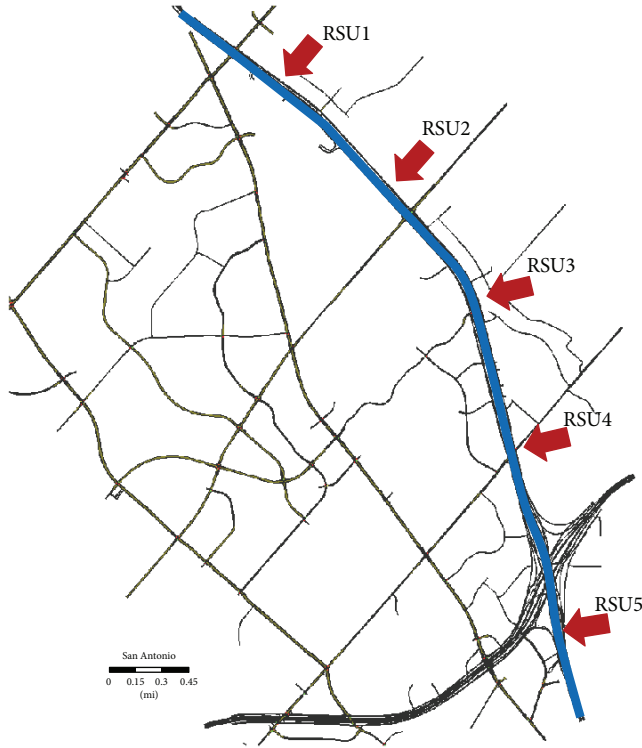 RSU1
RSU2
RSU3
RSU4
RSU5
San Antonio
0 0.15 0.3 0.45
(mi)